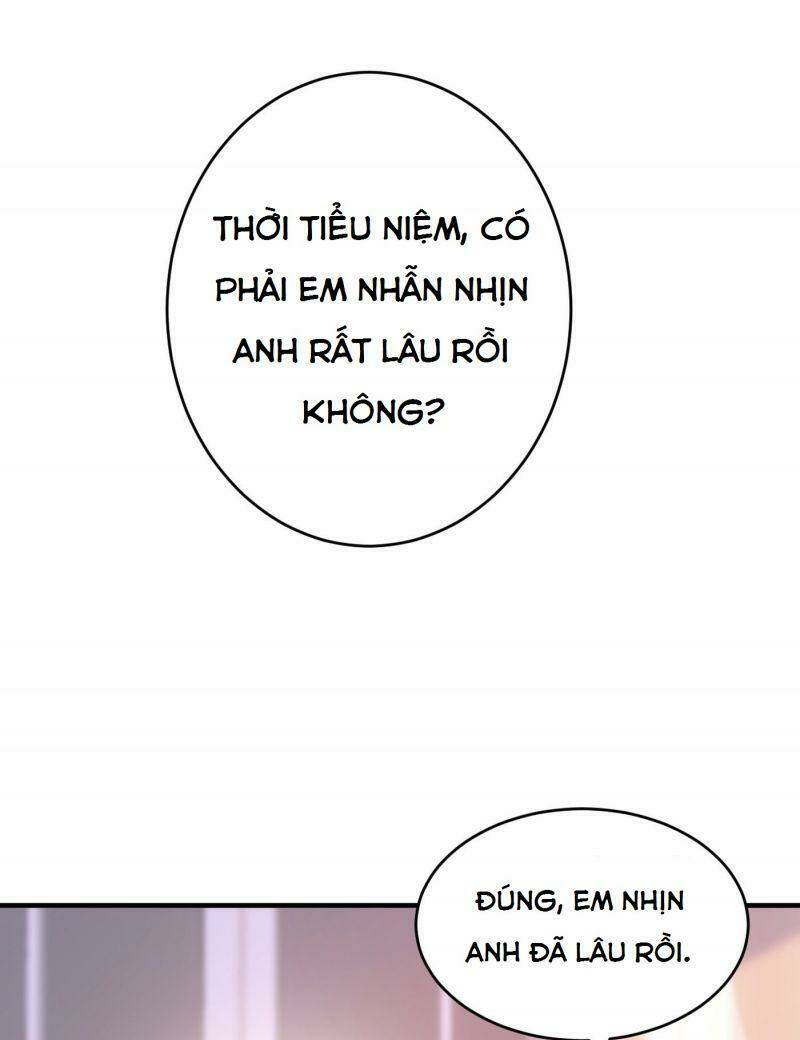 THỜI TIỂU NIỆM, CÓ
PHẢI EM NHẪN NHỊN
ANH RẤT LÂU RỒI
KHÔNG?
ĐÚNG, EM NHỊN
ANH ĐÃ LÂU RỒI.